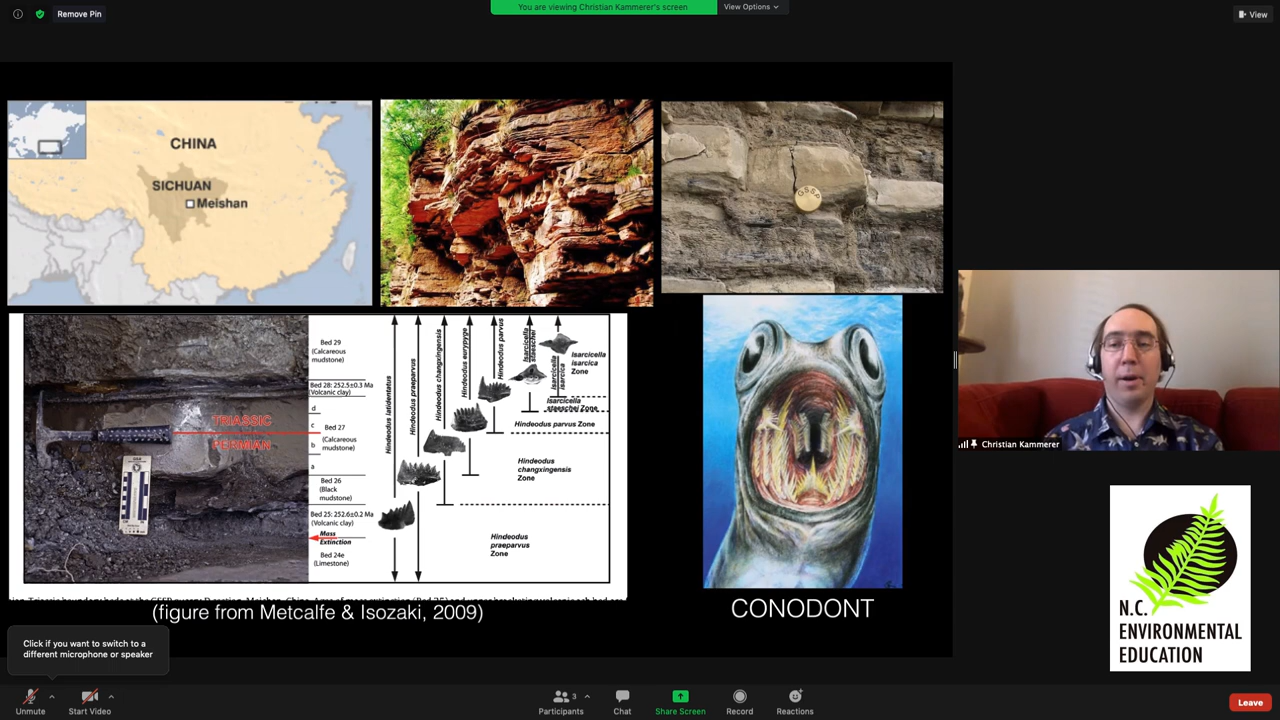 Remove Pin
You are viewing Christian Kammerer's screen
View Options
View
CHINA
SICHUAN
Meishan
GSSP
TRIASSIC
PERMIAN
Bed 29
(Calcareous
mudstone)
Bed 28: 252.5±0.3 Ma
(Volcanic clay)
d
c
Bed 27
b
(Calcareous
mudstone)
a
Bed 26
(Black
mudstone)
Bed 25: 252.6±0.2 Ma
(Volcanic clay)
Mass
Extinction
Bed 24e
(Limestone)
Hindeodus latidentatus
Hindeodus praeparvus
Hindeodus changxingensis
Hindeodus eurypyge
Hindeodus parvus
Isarcicella
staeschei
Isarcicella
isarcica
Isarcicella
isarcica
Zone
Isarcicella
staeschei Zone
Hindeodus parvus Zone
Hindeodus
changxingensis
Zone
Hindeodus
praeparvus
Zone
(figure from Metcalfe & Isozaki, 2009)
CONODONT
Christian Kammerer
N.C.
ENVIRONMENTAL
EDUCATION
Click if you want to switch to a
different microphone or speaker
Unmute
Start Video
Participants
3
Chat
Share Screen
Record
Reactions
Leave